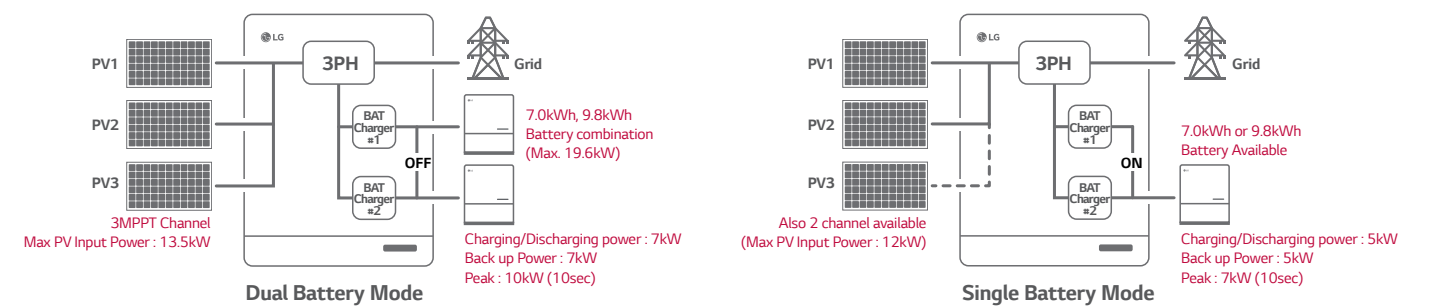 LG
PV1
3PH
Grid
PV2
BAT
Charger
#1
7.0kWh, 9.8kWh
Battery combination
(Max. 19.6kW)
OFF
PV3
BAT
Charger
#2
3MPPT Channel
Max PV Input Power : 13.5kW
Charging/Discharging power : 7kW
Back up Power : 7kW
Peak : 10kW (10sec)
Dual Battery Mode
LG
PV1
3PH
Grid
PV2
BAT
Charger
#1
7.0kWh or 9.8kWh
Battery Available
ON
PV3
BAT
Charger
#2
Also 2 channel available
(Max PV Input Power : 12kW)
Charging/Discharging power : 5kW
Back up Power : 5kW
Peak : 7kW (10sec)
Single Battery Mode